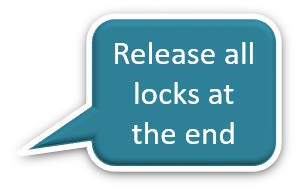 Release all
locks at
the end